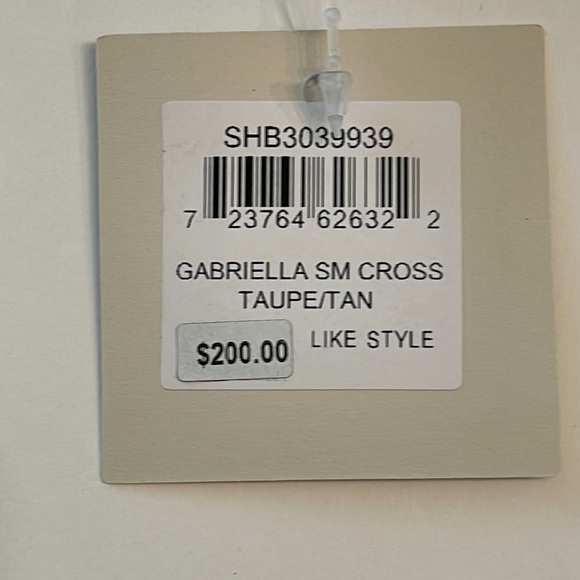 SHB3039939
7 23764 62632 2
GABRIELLA SM CROSS
TAUPE/TAN
$200.00 LIKE STYLE